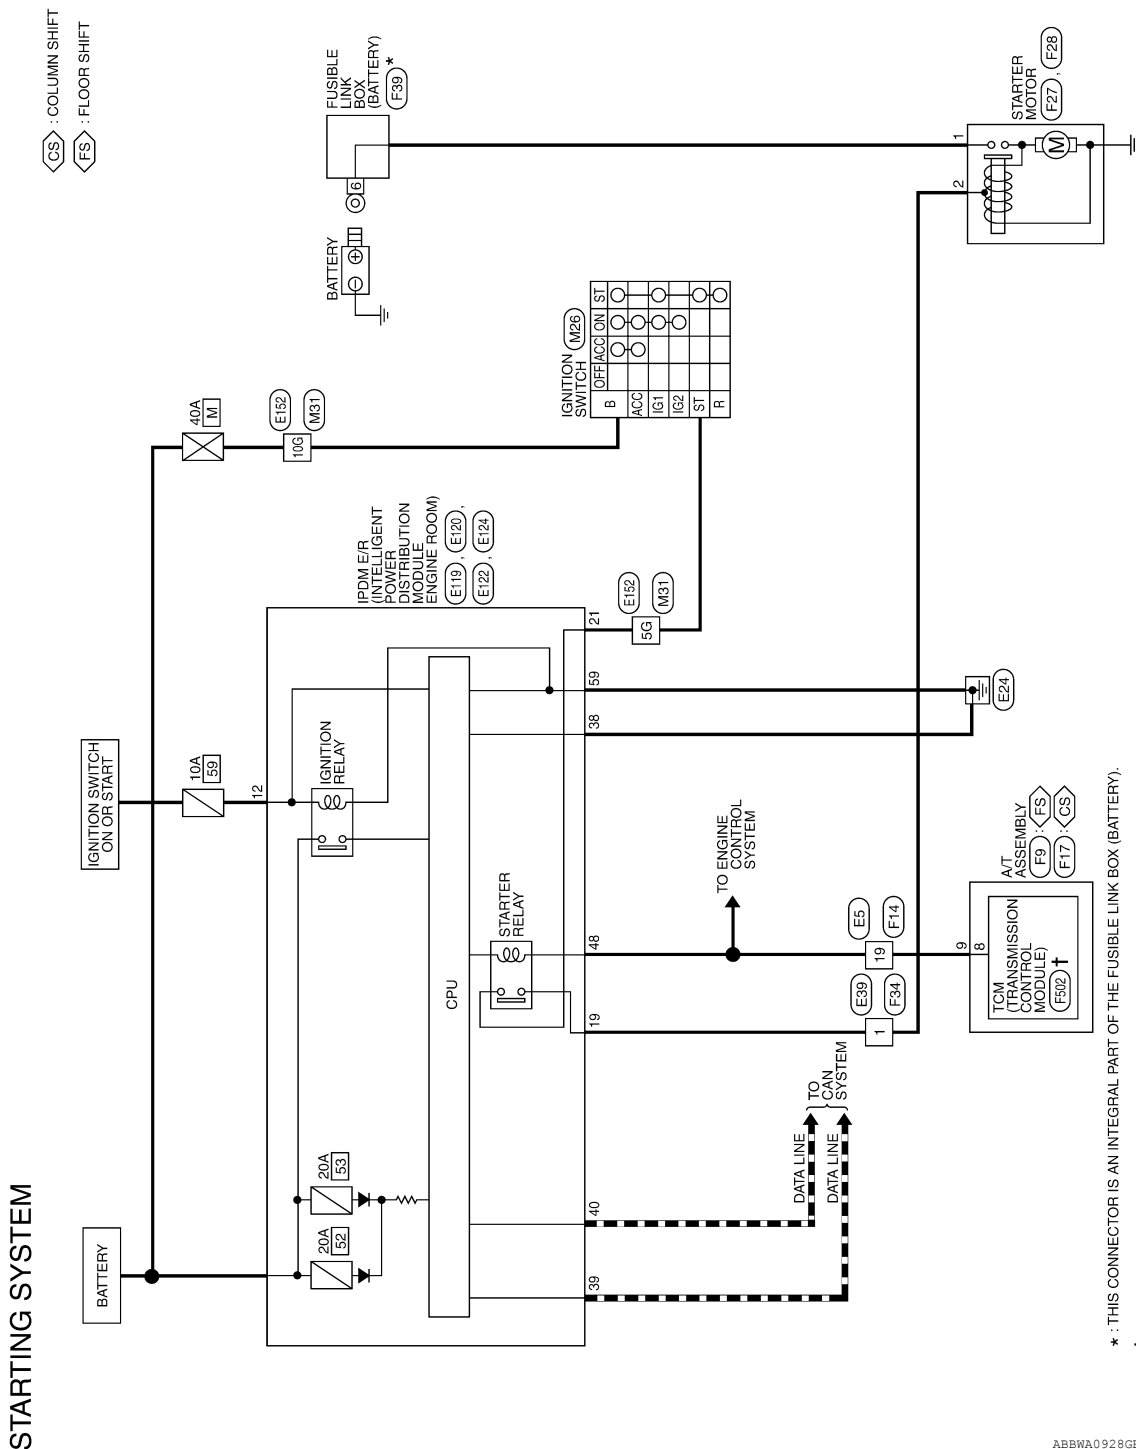 STARTING SYSTEM
CS : COLUMN SHIFT
FS : FLOOR SHIFT
BATTERY
IGNITION SWITCH
ON OR START
10A
59
12
40A
M
10G
E152
M31
BATTERY
FUSIBLE
LINK
BOX
(BATTERY)
F39
*
6
IPDM E/R
(INTELLIGENT
POWER
DISTRIBUTION
MODULE
ENGINE ROOM)
E119 , E120 ,
E122 , E124
20A
52
20A
53
IGNITION
RELAY
CPU
STARTER
RELAY
IGNITION
SWITCH
M26
OFF ACC ON ST
B
ACC
IG1
IG2
ST
R
39
40
19
48
38
59
21
5G
E152
M31
DATA LINE
DATA LINE
TO
CAN
SYSTEM
TO ENGINE
CONTROL
SYSTEM
1
E39
F34
19
E5
F14
E24
9
8
A/T
ASSEMBLY
F9 : FS
F17 : CS
TCM
(TRANSMISSION
CONTROL
MODULE)
F502 †
2
1
STARTER
MOTOR
F27 , F28
M
* : THIS CONNECTOR IS AN INTEGRAL PART OF THE FUSIBLE LINK BOX (BATTERY).